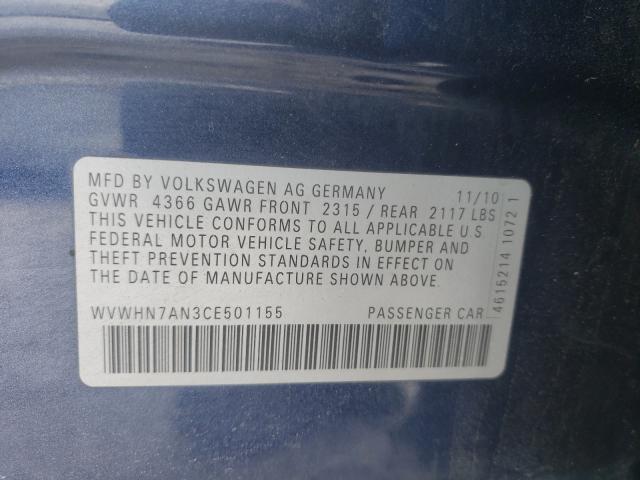 MFD BY VOLKSWAGEN AG GERMANY 11/10
GVWR 4366 GAWR FRONT 2315 / REAR 2117 LBS
THIS VEHICLE CONFORMS TO ALL APPLICABLE U.S
FEDERAL MOTOR VEHICLE SAFETY, BUMPER AND
THEFT PREVENTION STANDARDS IN EFFECT ON
THE DATE OF MANUFACTURE SHOWN ABOVE.
WVWHN7AN3CE501155 PASSENGER CAR
4615214 1072 1